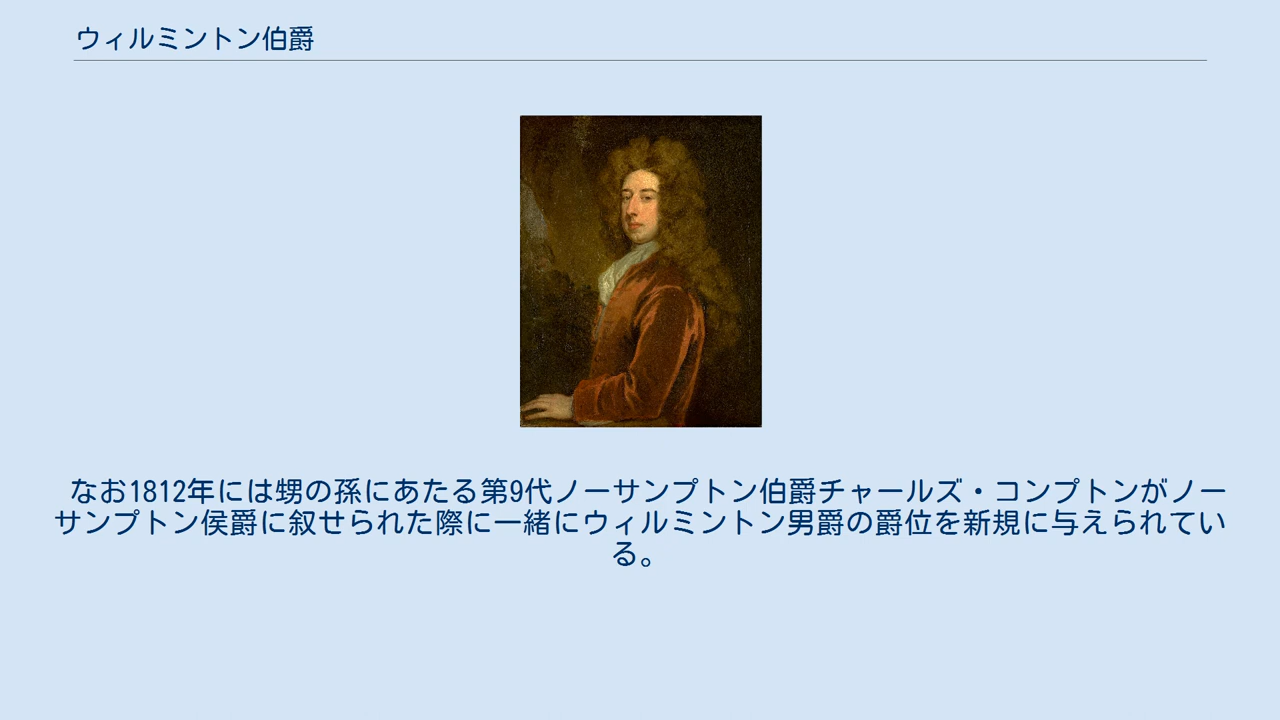 ウィルミントン伯爵
なお1812年には甥の孫にあたる第9代ノーサンプトン伯爵チャールズ・コンプトンがノー
サンプトン侯爵に叙せられた際に一緒にウィルミントン男爵の爵位を新規に与えられてい
る。